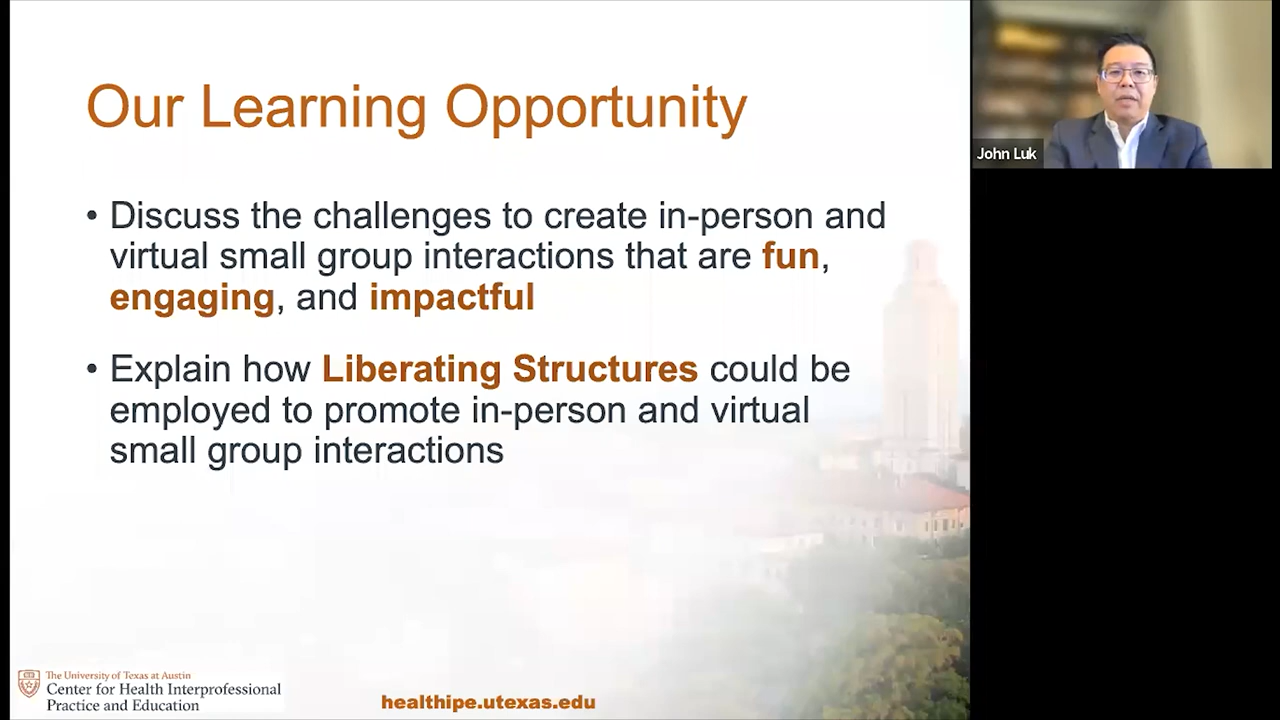 Our Learning Opportunity
• Discuss the challenges to create in-person and
virtual small group interactions that are fun,
engaging, and impactful
• Explain how Liberating Structures could be
employed to promote in-person and virtual
small group interactions
The University of Texas at Austin
Center for Health Interprofessional
Practice and Education
healthipe.utexas.edu
John Luk